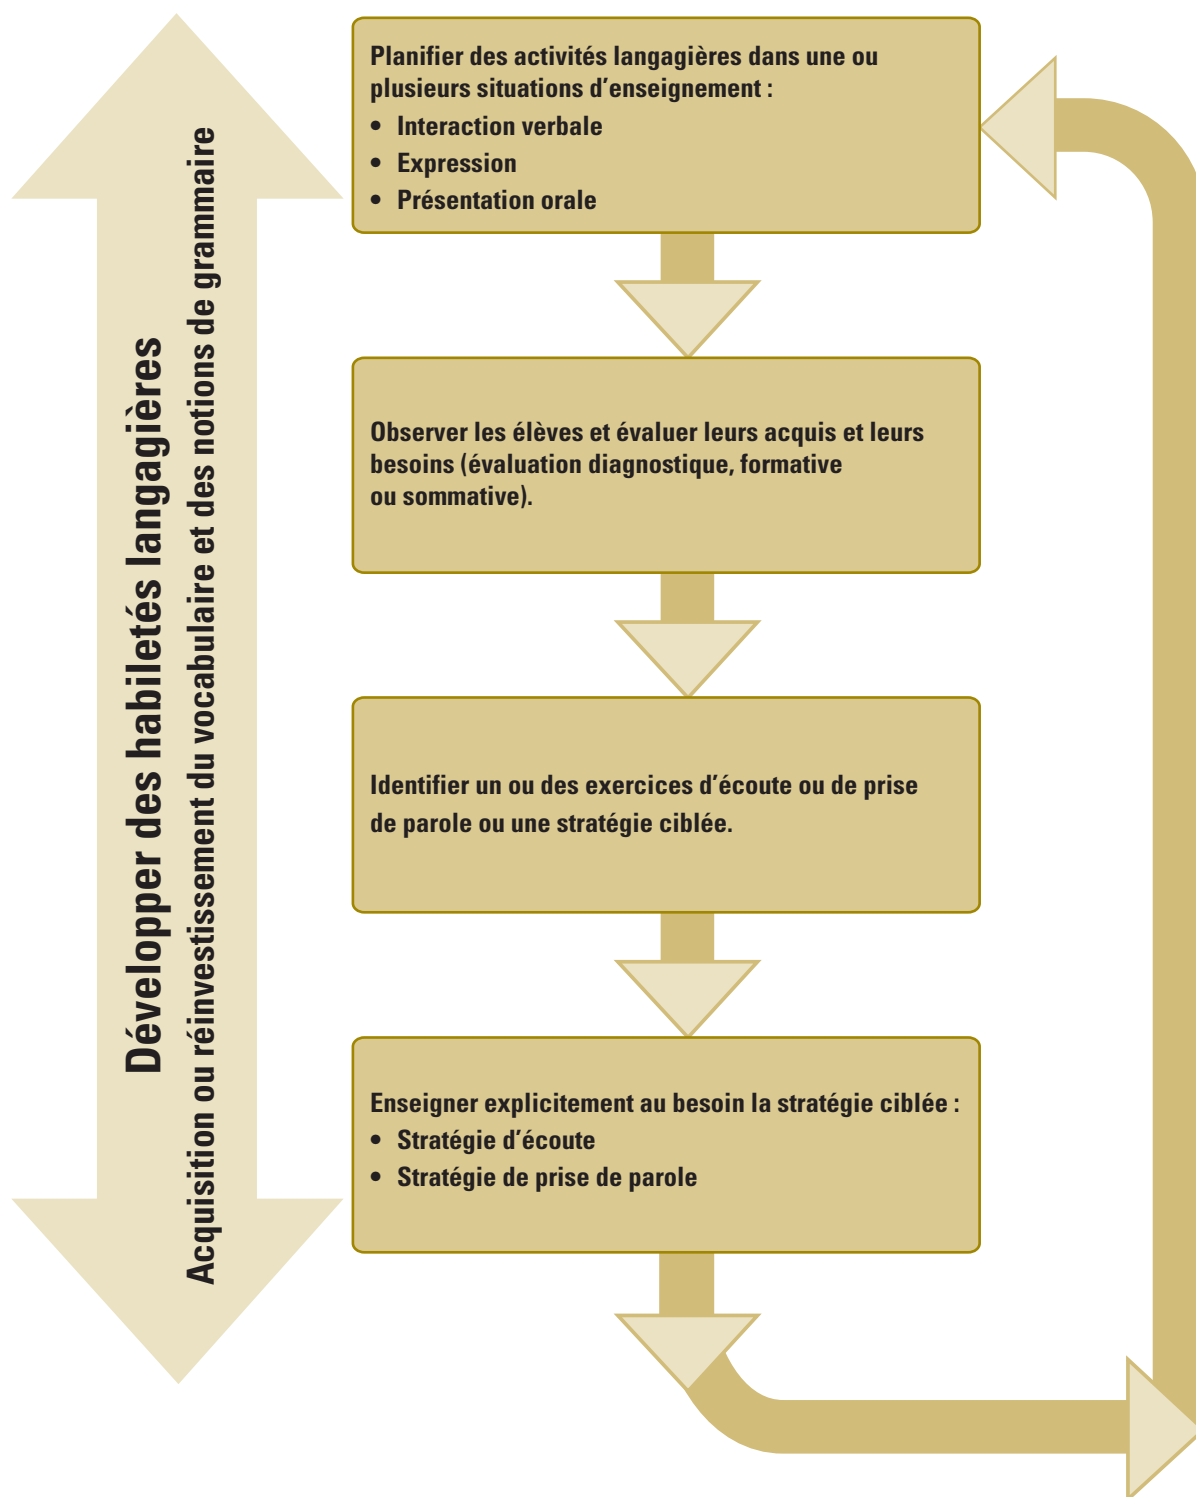 Développer des habiletés langagières
Acquisition ou réinvestissement du vocabulaire et des notions de grammaire
Planifier des activités langagières dans une ou
plusieurs situations d’enseignement :
• Interaction verbale
• Expression
• Présentation orale
Observer les élèves et évaluer leurs acquis et leurs
besoins (évaluation diagnostique, formative
ou sommative).
Identifier un ou des exercices d’écoute ou de prise
de parole ou une stratégie ciblée.
Enseigner explicitement au besoin la stratégie ciblée :
• Stratégie d’écoute
• Stratégie de prise de parole